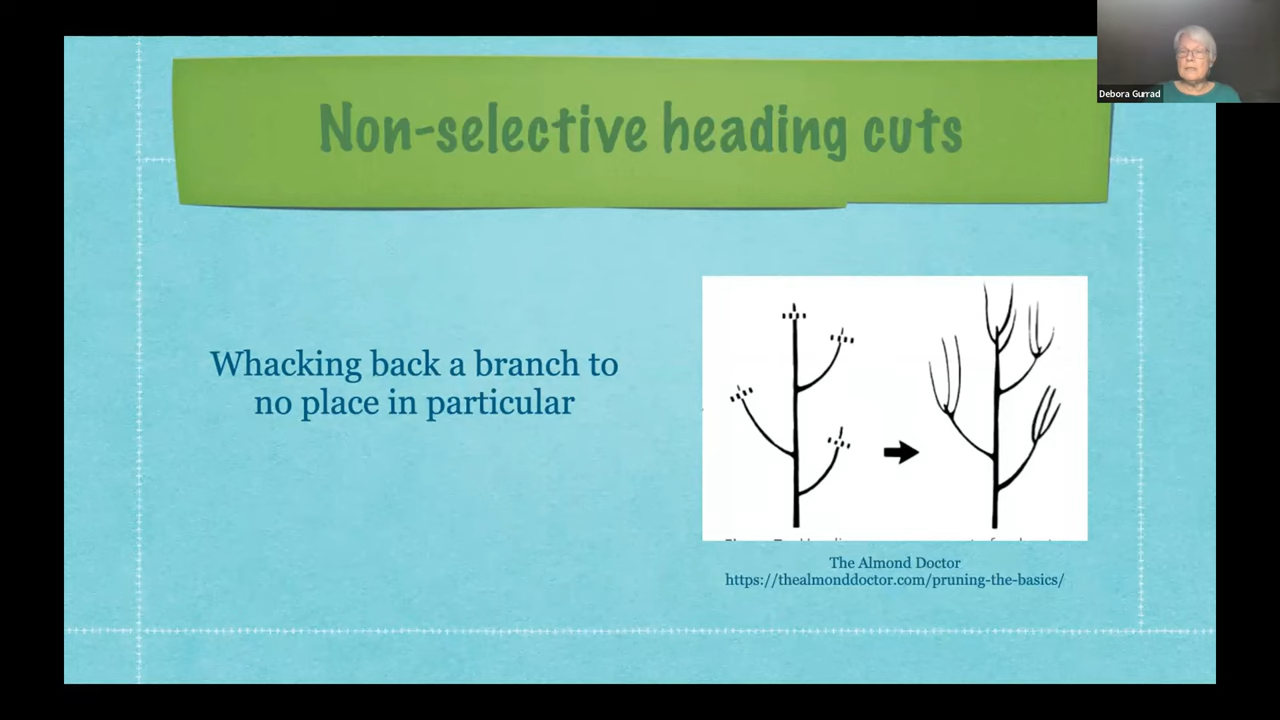 Debora Gurrad
Non-selective heading cuts
Whacking back a branch to
no place in particular
The Almond Doctor
https://thealmonddoctor.com/pruning-the-basics/